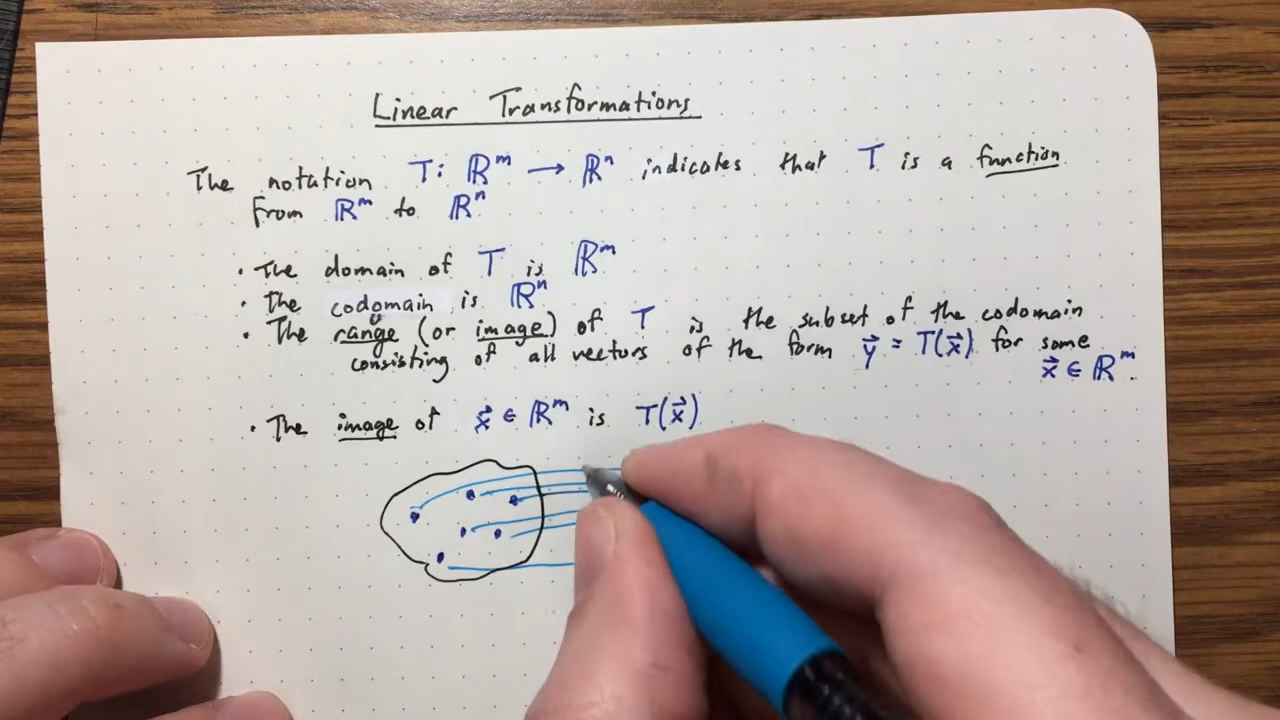 Linear Transformations
The notation T: ℝᵐ → ℝⁿ indicates that T is a function
from ℝᵐ to ℝⁿ
• The domain of T is ℝᵐ
• The codomain is ℝⁿ
• The range (or image) of T is the subset of the codomain
consisting of all vectors of the form y⃗ = T(x⃗) for some
x⃗ ∈ ℝᵐ.
• The image of x⃗ ∈ ℝᵐ is T(x⃗)